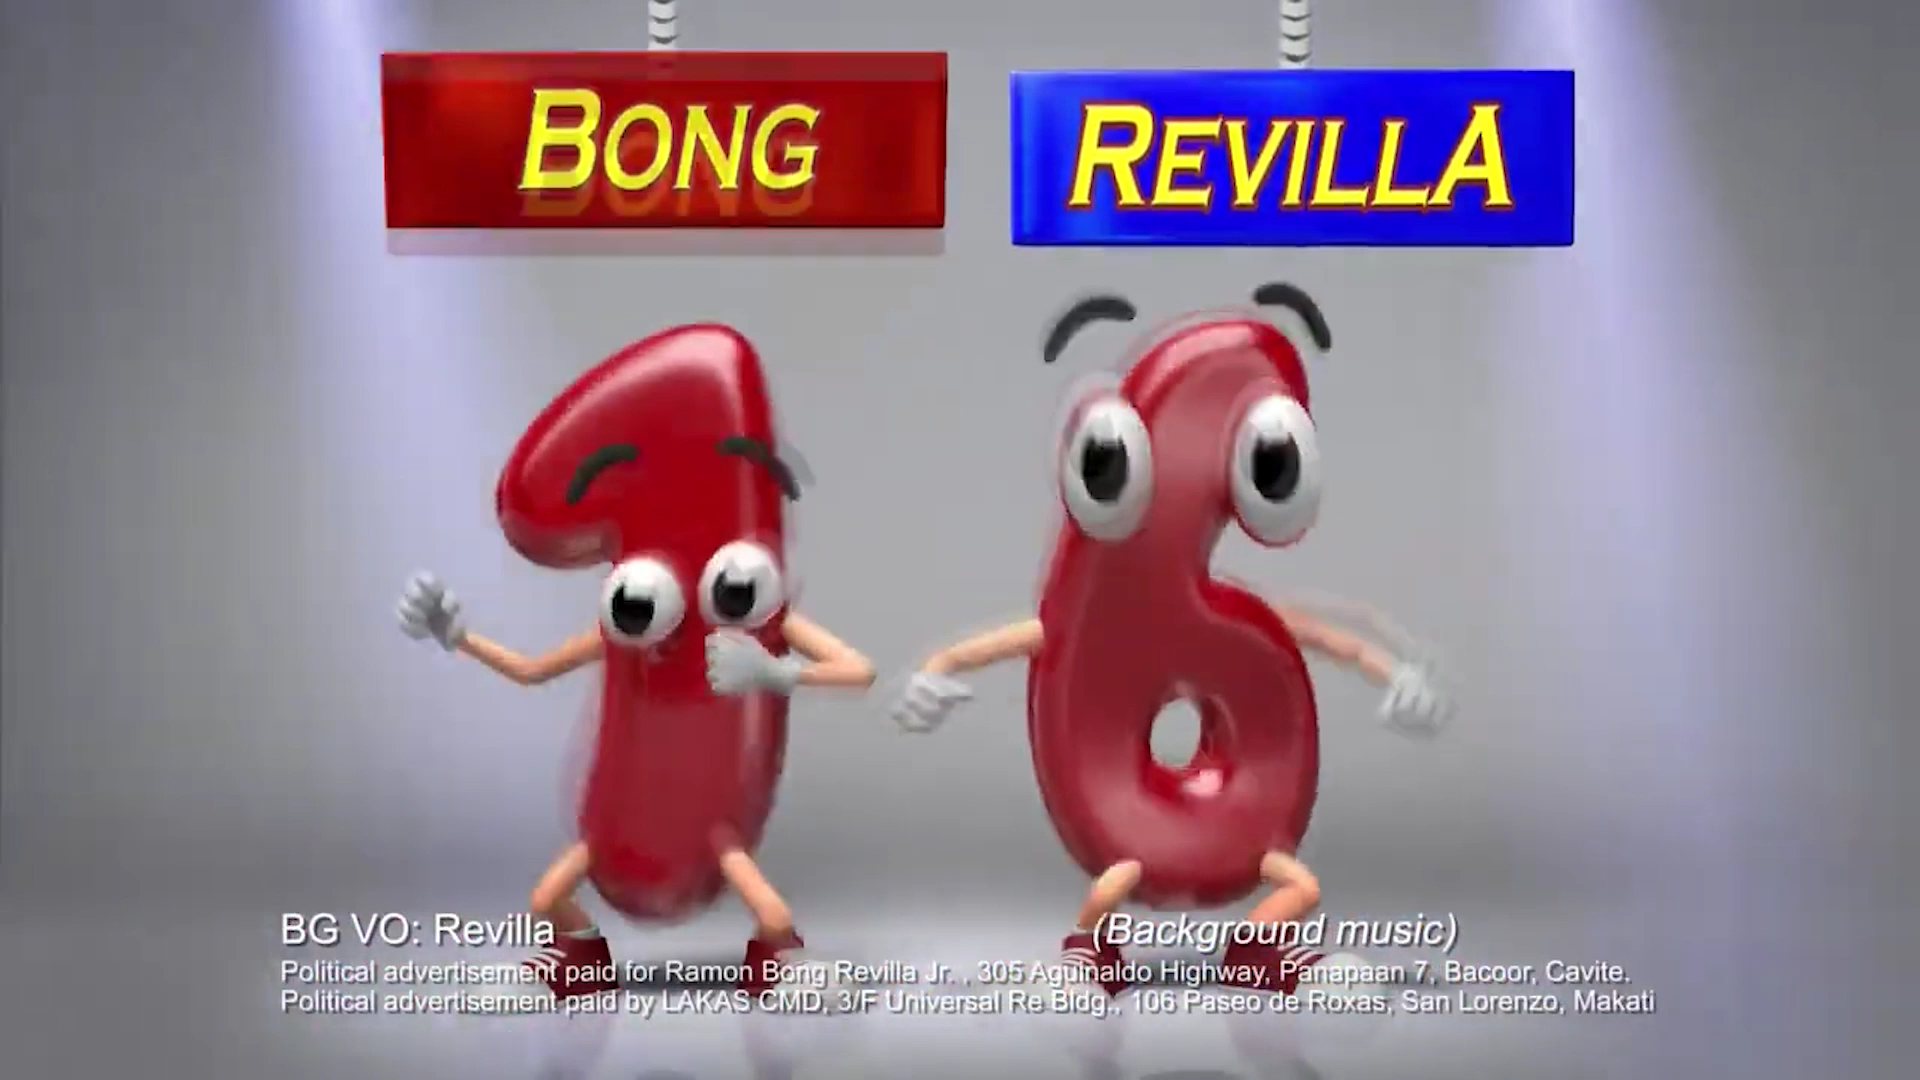 BONG
REVILLA
16
BG VO: Revilla
(Background music)
Political advertisement paid for Ramon Bong Revilla Jr. , 305 Aguinaldo Highway, Panapaan 7, Bacoor, Cavite.
Political advertisement paid by LAKAS CMD, 3/F Universal Re Bldg., 106 Paseo de Roxas, San Lorenzo, Makati